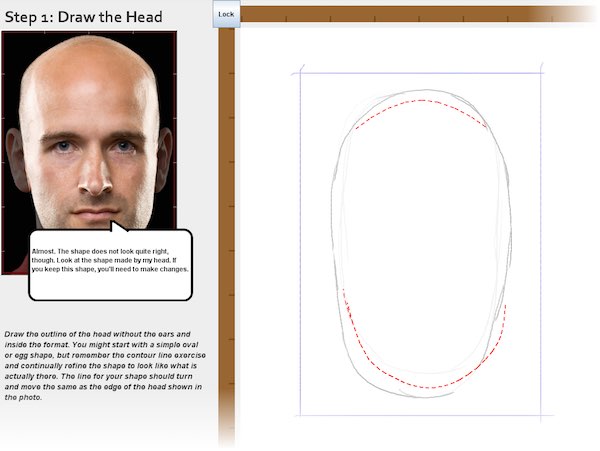 Step 1: Draw the Head
Lock
Almost. The shape does not look quite right,
though. Look at the shape made by my head. If
you keep this shape, you'll need to make changes.
Draw the outline of the head without the ears and
inside the format. You might start with a simple oval
or egg shape, but remember the contour line exercise
and continually refine the shape to look like what is
actually there. The line for your shape should turn
and move the same as the edge of the head shown in
the photo.